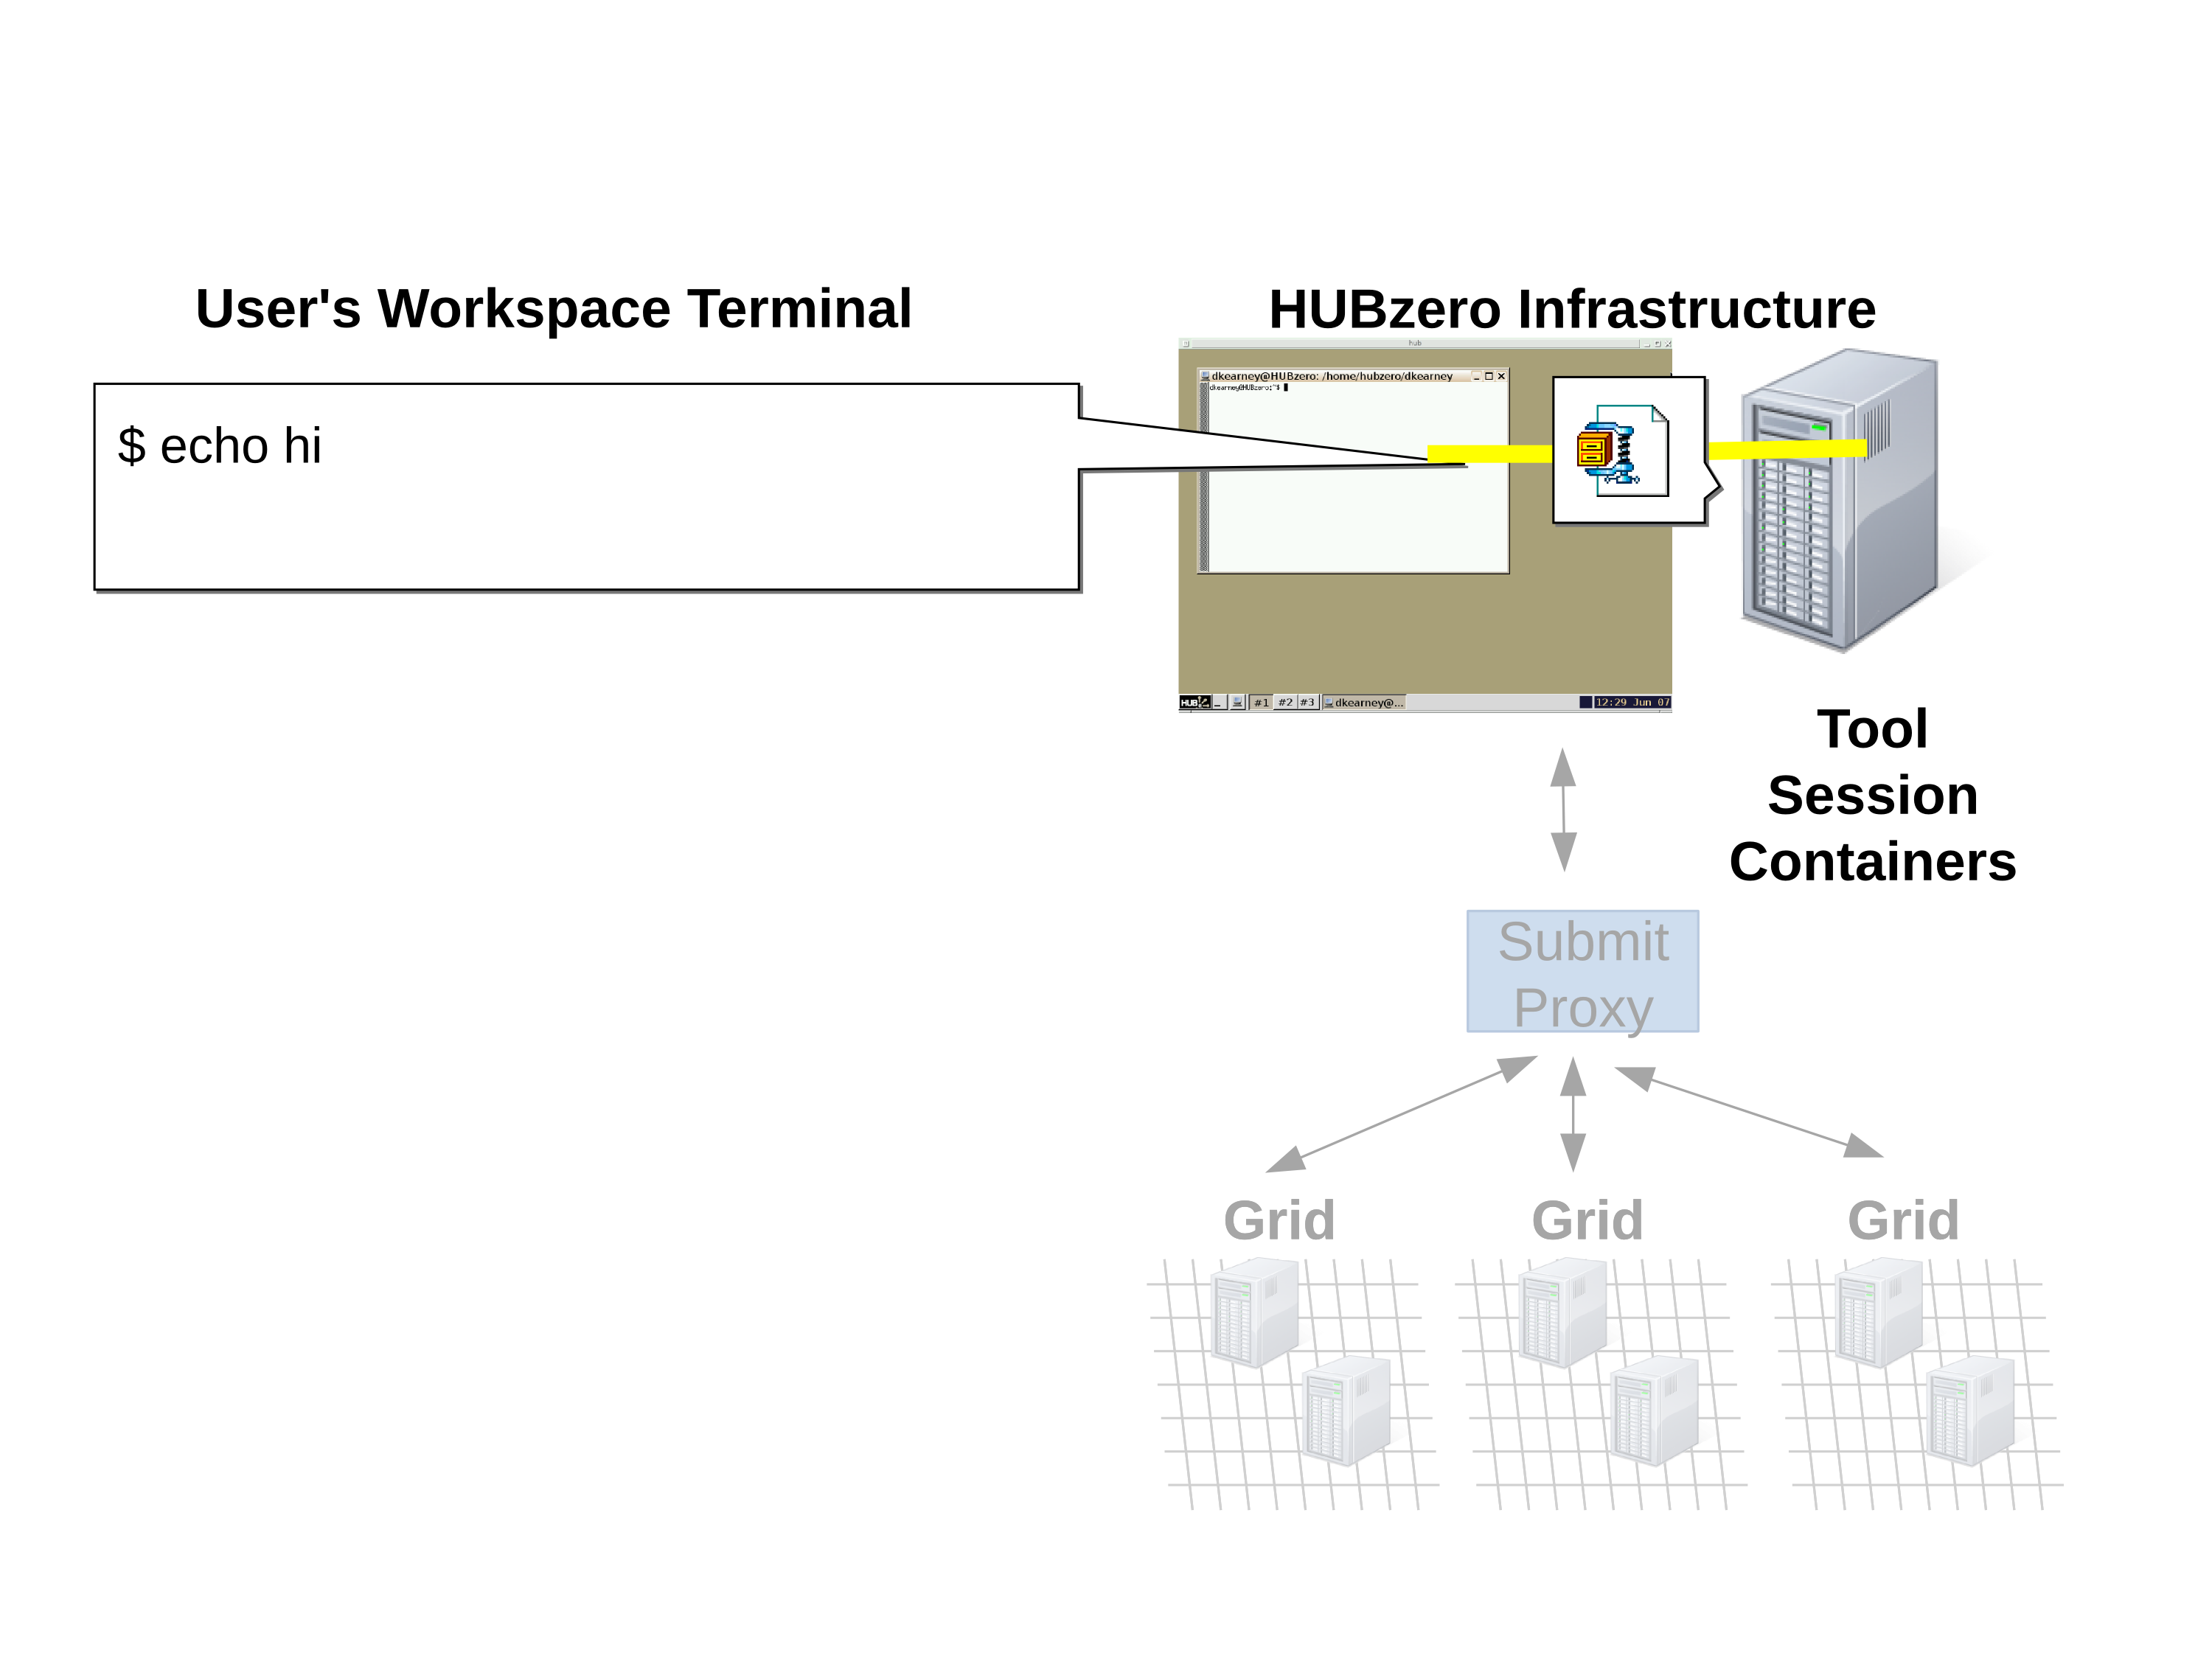 User's Workspace Terminal
HUBzero Infrastructure
hub
dkearney@HUBzero: /home/hubzero/dkearney
dkearney@HUBzero:~$
$ echo hi
HUB
#1 #2 #3 dkearney@... 12:29 Jun 07
Tool
Session
Containers
Submit
Proxy
Grid Grid Grid